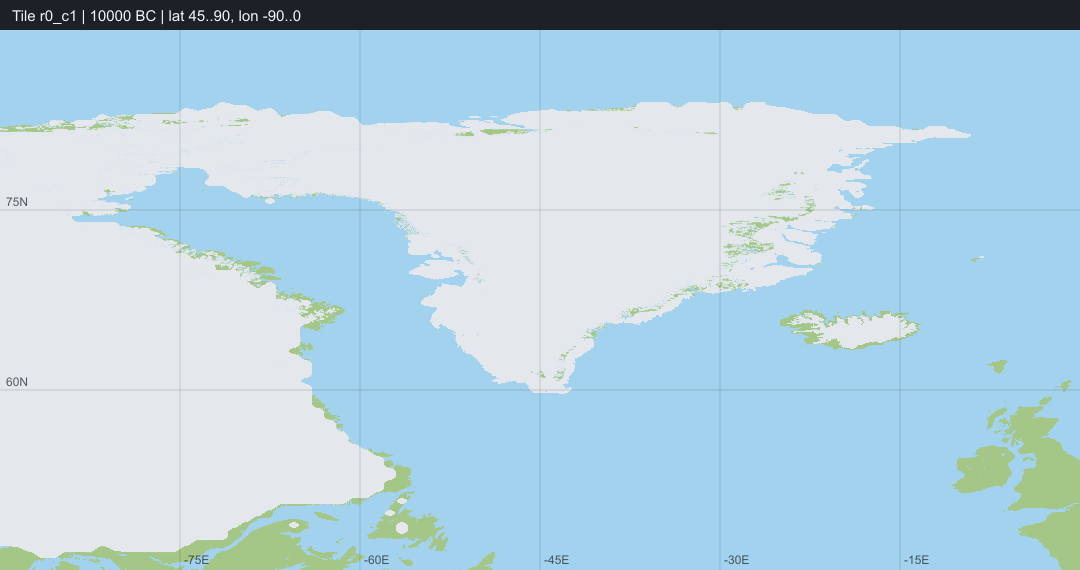 Tile r0_c1 | 10000 BC | lat 45..90, lon -90..0
75N
60N
-75E
-60E
-45E
-30E
-15E